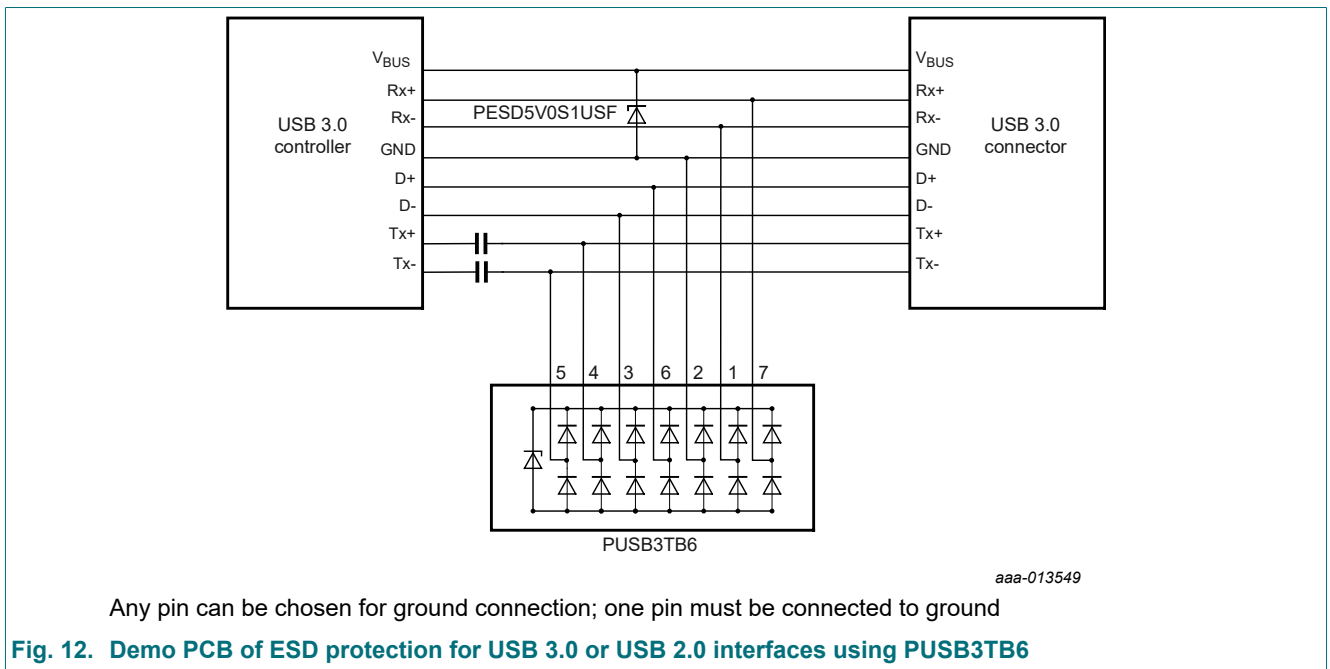 V_BUS
Rx+
Rx-
GND
D+
D-
Tx+
Tx-
USB 3.0
controller
PESD5V0S1USF
V_BUS
Rx+
Rx-
GND
D+
D-
Tx+
Tx-
USB 3.0
connector
5 4 3 6 2 1 7
PUSB3TB6
aaa-013549
Any pin can be chosen for ground connection; one pin must be connected to ground
Fig. 12. Demo PCB of ESD protection for USB 3.0 or USB 2.0 interfaces using PUSB3TB6